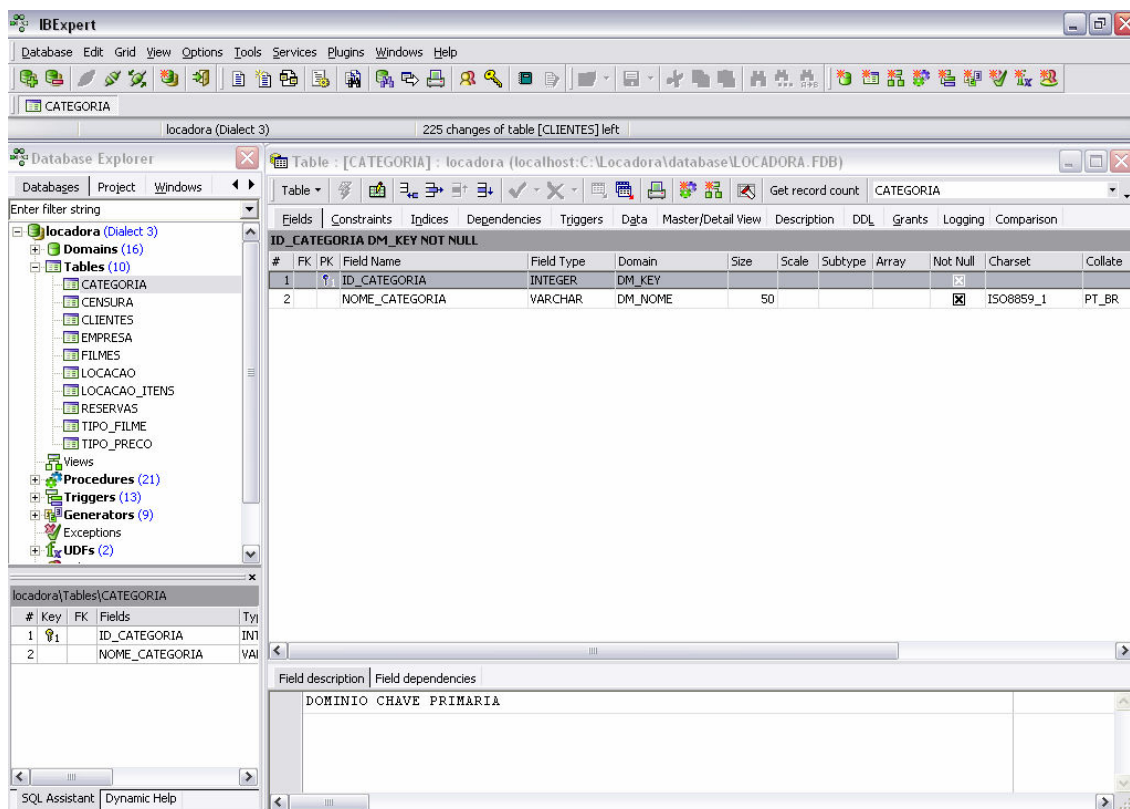 IBExpert
Database Edit Grid View Options Tools Services Plugins Windows Help
CATEGORIA
locadora (Dialect 3) 225 changes of table [CLIENTES] left
Database Explorer
Databases Project Windows
Enter filter string
locadora (Dialect 3)
Domains (16)
Tables (10)
CATEGORIA
CENSURA
CLIENTES
EMPRESA
FILMES
LOCACAO
LOCACAO_ITENS
RESERVAS
TIPO_FILME
TIPO_PRECO
Views
Procedures (21)
Triggers (13)
Generators (9)
Exceptions
UDFs (2)
locadora\Tables\CATEGORIA
# Key FK Fields
1 1 ID_CATEGORIA INT
2 NOME_CATEGORIA
SQL Assistant Dynamic Help
Table : [CATEGORIA] : locadora (localhost:C:\Locadora\database\LOCADORA.FDB)
Table Get record count CATEGORIA
Fields Constraints Indices Dependencies Triggers Data Master/Detail View Description DDL Grants Logging Comparison
ID_CATEGORIA DM_KEY NOT NULL
# FK PK Field Name Field Type Domain Size Scale Subtype Array Not Null Charset Collate
1 1 ID_CATEGORIA INTEGER DM_KEY
2 NOME_CATEGORIA VARCHAR DM_NOME 50 ISO8859_1 PT_BR
Field description Field dependencies
DOMINIO CHAVE PRIMARIA